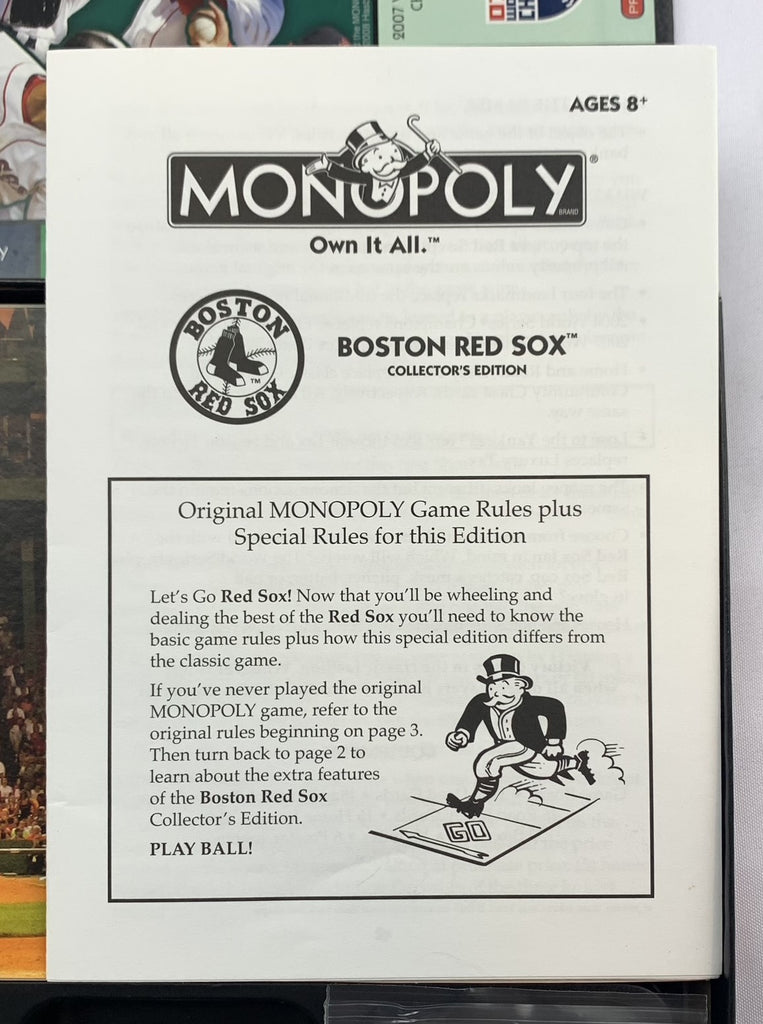 AGES 8+
MONOPOLY®
BRAND
Own It All.™
BOSTON
RED SOX
™
BOSTON RED SOX™
COLLECTOR'S EDITION
Original MONOPOLY Game Rules plus
Special Rules for this Edition
Let's Go Red Sox! Now that you'll be wheeling and
dealing the best of the Red Sox you'll need to know the
basic game rules plus how this special edition differs from
the classic game.
If you've never played the original
MONOPOLY game, refer to the
original rules beginning on page 3.
Then turn back to page 2 to
learn about the extra features
of the Boston Red Sox
Collector's Edition.
PLAY BALL!
GO
2007